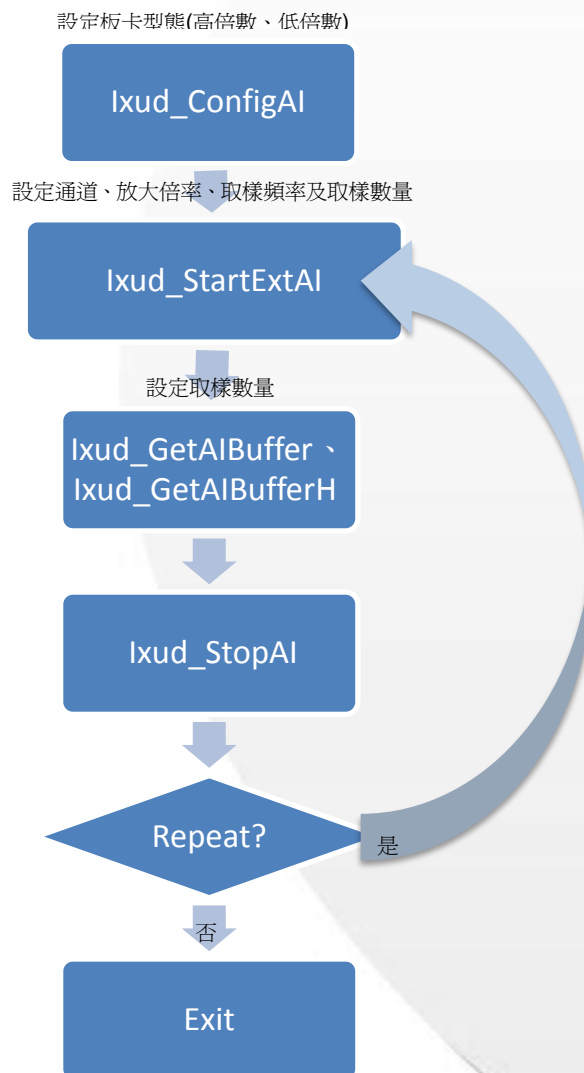 設定板卡型態(高倍數、低倍數)
Ixud_ConfigAI
設定通道、放大倍率、取樣頻率及取樣數量
Ixud_StartExtAI
設定取樣數量
Ixud_GetAIBuffer、
Ixud_GetAIBufferH
Ixud_StopAI
Repeat?
是
否
Exit